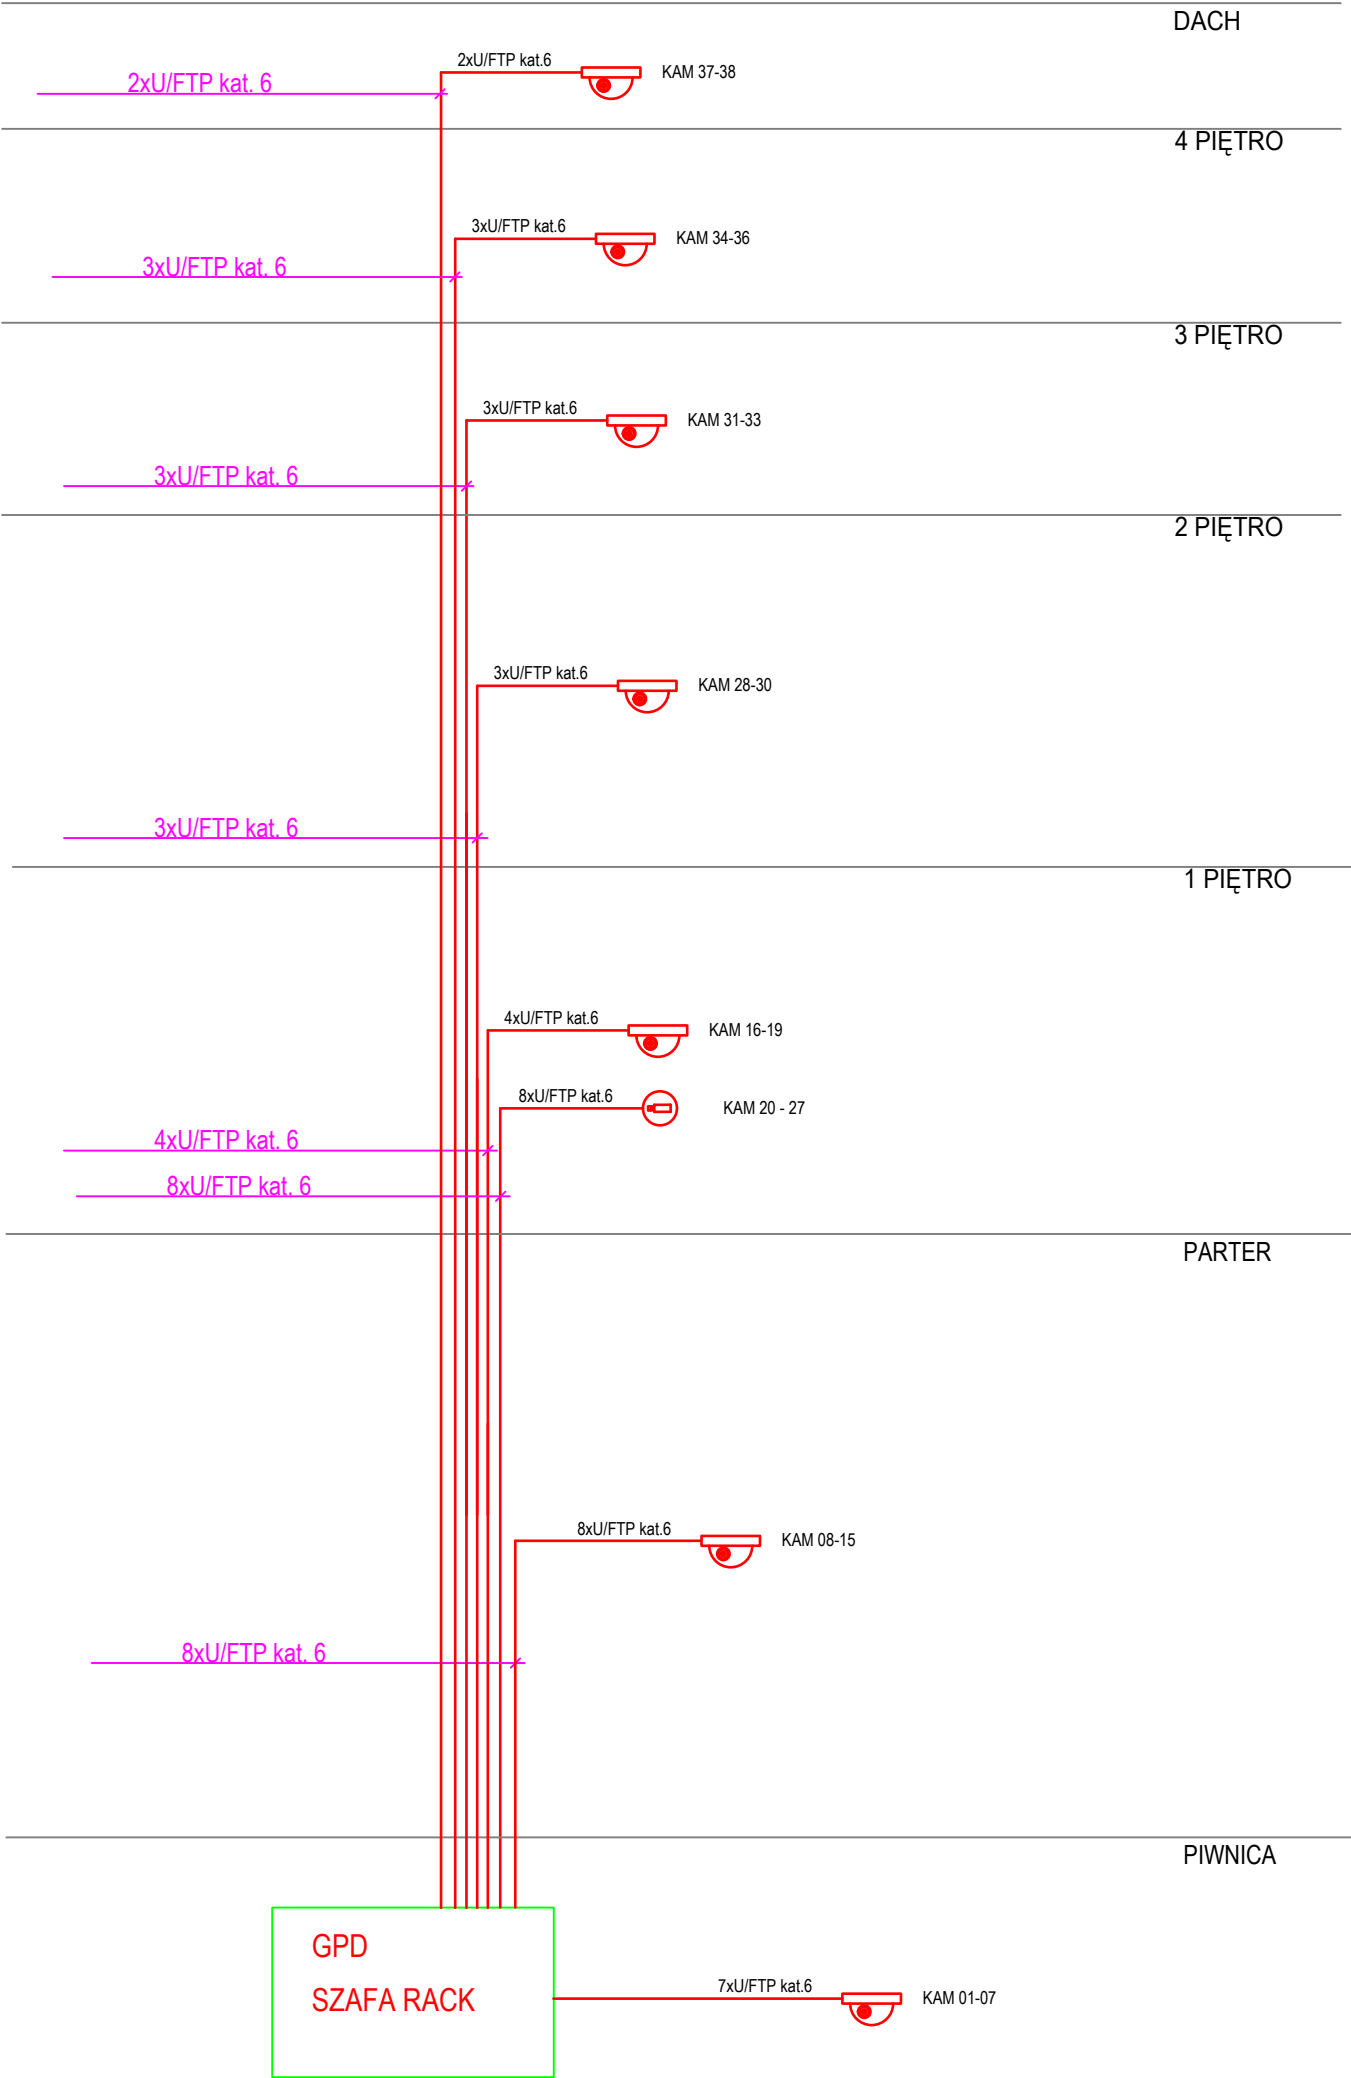 DACH
2xU/FTP kat.6
KAM 37-38
2xU/FTP kat. 6
4 PIĘTRO
3xU/FTP kat.6
KAM 34-36
3xU/FTP kat. 6
3 PIĘTRO
3xU/FTP kat.6
KAM 31-33
3xU/FTP kat. 6
2 PIĘTRO
3xU/FTP kat.6
KAM 28-30
3xU/FTP kat. 6
1 PIĘTRO
4xU/FTP kat.6
KAM 16-19
8xU/FTP kat.6
KAM 20 - 27
4xU/FTP kat. 6
8xU/FTP kat. 6
PARTER
8xU/FTP kat.6
KAM 08-15
8xU/FTP kat. 6
PIWNICA
GPD
SZAFA RACK
7xU/FTP kat.6
KAM 01-07